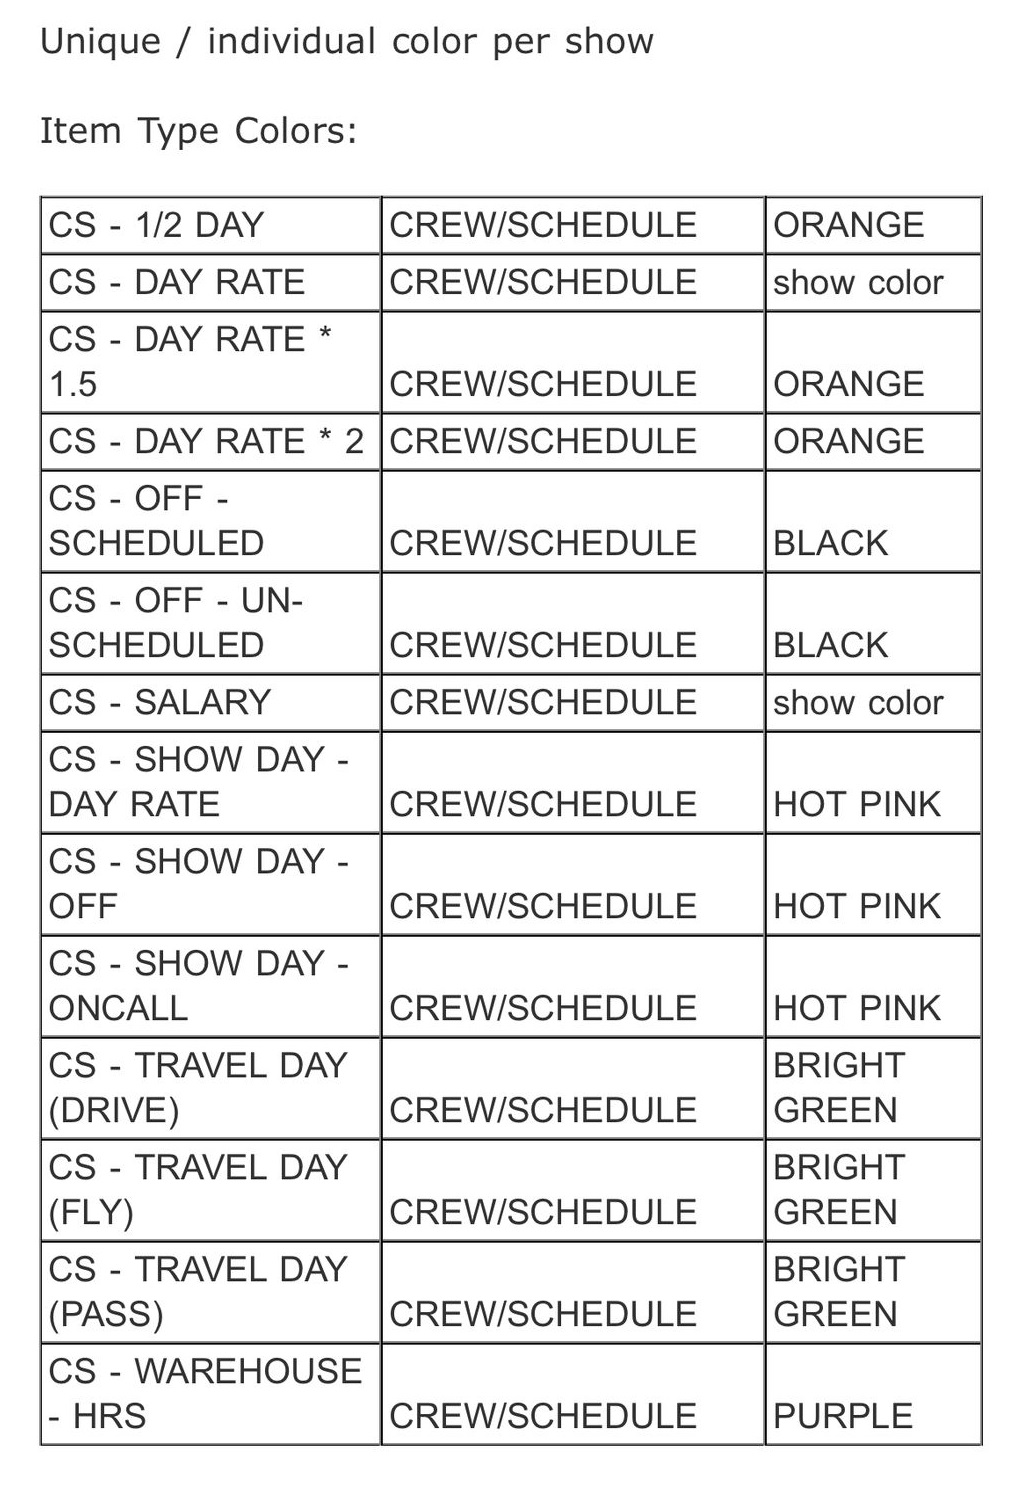 Unique / individual color per show
Item Type Colors:
CS - 1/2 DAY CREW/SCHEDULE ORANGE
CS - DAY RATE CREW/SCHEDULE show color
CS - DAY RATE *
1.5 CREW/SCHEDULE ORANGE
CS - DAY RATE * 2 CREW/SCHEDULE ORANGE
CS - OFF -
SCHEDULED CREW/SCHEDULE BLACK
CS - OFF - UN-
SCHEDULED CREW/SCHEDULE BLACK
CS - SALARY CREW/SCHEDULE show color
CS - SHOW DAY -
DAY RATE CREW/SCHEDULE HOT PINK
CS - SHOW DAY -
OFF CREW/SCHEDULE HOT PINK
CS - SHOW DAY -
ONCALL CREW/SCHEDULE HOT PINK
CS - TRAVEL DAY BRIGHT
(DRIVE) CREW/SCHEDULE GREEN
CS - TRAVEL DAY BRIGHT
(FLY) CREW/SCHEDULE GREEN
CS - TRAVEL DAY BRIGHT
(PASS) CREW/SCHEDULE GREEN
CS - WAREHOUSE
- HRS CREW/SCHEDULE PURPLE